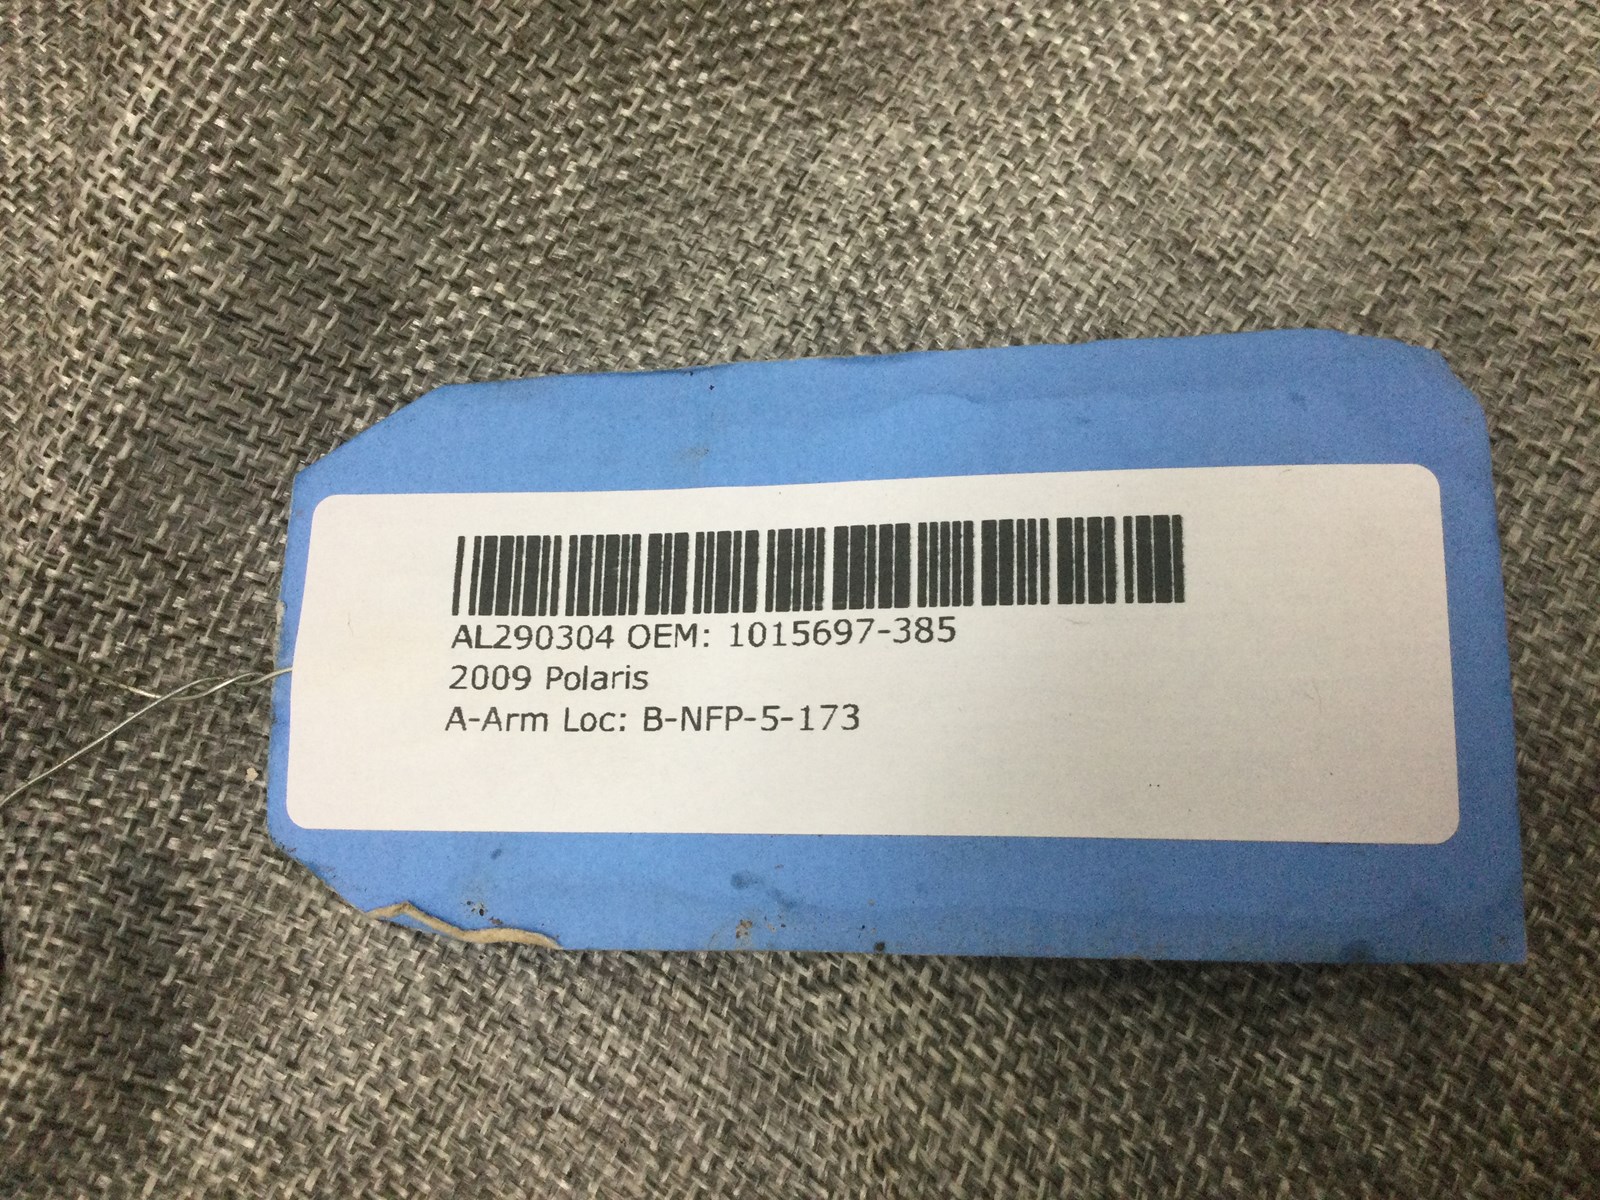 AL290304 OEM: 1015697-385
2009 Polaris
A-Arm Loc: B-NFP-5-173